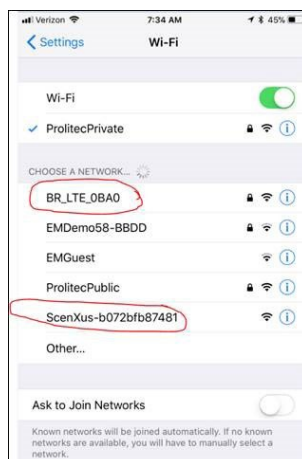 Verizon 7:34 AM 45%
Settings Wi-Fi
Wi-Fi
ProlitecPrivate
CHOOSE A NETWORK...
BR_LTE_0BA0
EMDemo58-BBDD
EMGuest
ProlitecPublic
ScenXus-b072bfb87481
Other...
Ask to Join Networks
Known networks will be joined automatically. If no known
networks are available, you will have to manually select a
network.